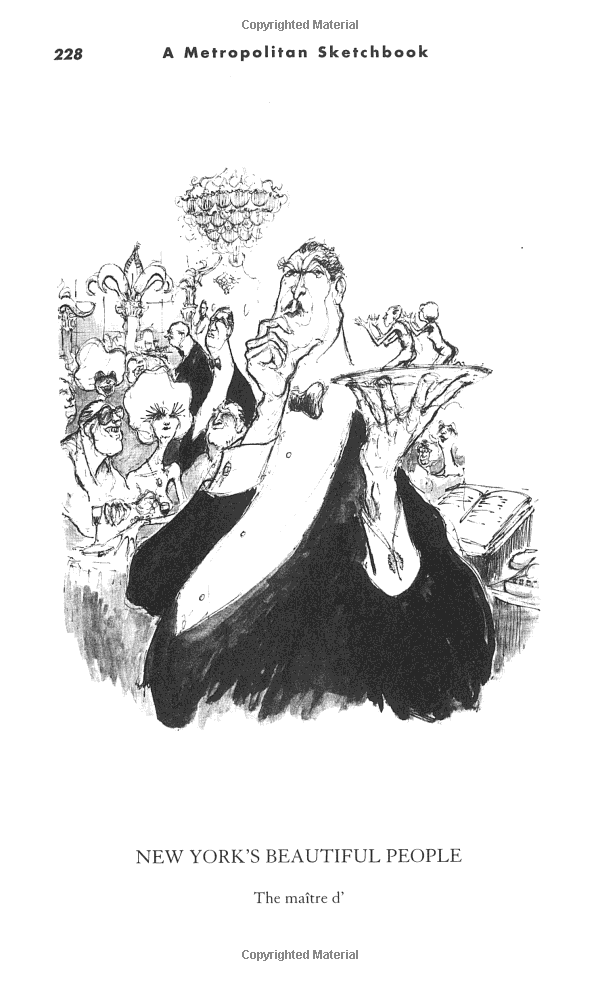 Copyrighted Material
228
A Metropolitan Sketchbook
NEW YORK'S BEAUTIFUL PEOPLE
The maître d'
Copyrighted Material